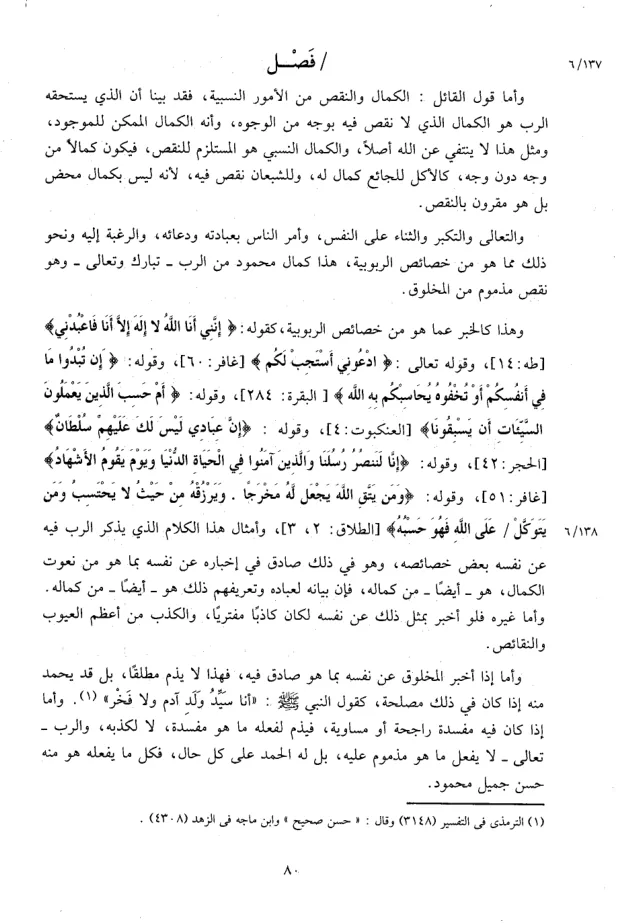 / فَصْــل
٦/١٣٧
وأما قول القائل : الكمال والنقص من الأمور النسبية، فقد بينا أن الذي يستحقه
الرب هو الكمال الذي لا نقص فيه بوجه من الوجوه، وأنه الكمال الممكن للموجود،
ومثل هذا لا ينتفي عن الله أصلاً، والكمال النسبي هو المستلزم للنقص، فيكون كمالاً من
وجه دون وجه، كالأكل للجائع كمال له، وللشبعان نقص فيه، لأنه ليس بكمال محض
بل هو مقرون بالنقص.
والتعالى والتكبر والثناء على النفس، وأمر الناس بعبادته ودعائه، والرغبة إليه ونحو
ذلك مما هو من خصائص الربوبية، هذا كمال محمود من الرب ـ تبارك وتعالى ـ وهو
نقص مذموم من المخلوق.
وهذا كالخبر عما هو من خصائص الربوبية،كقوله:﴿ إِنَّنِي أَنَا اللَّهُ لا إِلَهَ إِلاَّ أَنَا فَاعْبُدْنِي﴾
[طه:١٤]، وقوله تعالى :﴿ ادْعُونِي أَسْتَجِبْ لَكُم ﴾ [غافر:٦٠]، وقوله: ﴿ إِن تُبْدُوا مَا
فِي أَنفُسِكُمْ أَوْ تُخْفُوهُ يُحَاسِبْكُم بِهِ اللَّه ﴾ [ البقرة: ٢٨٤]، وقوله: ﴿ أَمْ حَسِبَ الَّذِينَ يَعْمَلُونَ
السَّيِّئَاتِ أَن يَسْبِقُونَا﴾ [العنكبوت:٤]، وقوله : ﴿إِنَّ عِبَادِي لَيْسَ لَكَ عَلَيْهِمْ سُلْطَانٌ﴾
[الحجر:٤٢]، وقوله: ﴿إِنَّا لَنَنصُرُ رُسُلَنَا وَالَّذِينَ آمَنُوا فِي الْحَيَاةِ الدُّنْيَا وَيَوْمَ يَقُومُ الأَشْهَادُ﴾
[غافر:٥١]، وقوله: ﴿وَمَن يَتَّقِ اللَّهَ يَجْعَل لَّهُ مَخْرَجاً . وَيَرْزُقْهُ مِنْ حَيْثُ لا يَحْتَسِبُ وَمَن
يَتَوَكَّلْ / عَلَى اللَّهِ فَهُوَ حَسْبُهُ﴾ [الطلاق: ٢، ٣]، وأمثال هذا الكلام الذي يذكر الرب فيه
٦/١٣٨
عن نفسه بعض خصائصه، وهو في ذلك صادق في إخباره عن نفسه بما هو من نعوت
الكمال، هو ـ أيضًا ـ من كماله، فإن بيانه لعباده وتعريفهم ذلك هو ـ أيضًا ـ من كماله.
وأما غيره فلو أخبر بمثل ذلك عن نفسه لكان كاذبًا مفتريًا، والكذب من أعظم العيوب
والنقائص.
وأما إذا أخبر المخلوق عن نفسه بما هو صادق فيه، فهذا لا يذم مطلقًا، بل قد يحمد
منه إذا كان في ذلك مصلحة، كقول النبي ﷺ : «أنا سَيِّدُ ولَدِ آدم ولا فَخْر» (١). وأما
إذا كان فيه مفسدة راجحة أو مساوية، فيذم لفعله ما هو مفسدة، لا لكذبه، والرب ـ
تعالى ـ لا يفعل ما هو مذموم عليه، بل له الحمد على كل حال، فكل ما يفعله هو منه
حسن جميل محمود.
(١) الترمذى فى التفسير (٣١٤٨) وقال : « حسن صحيح » وابن ماجه فى الزهد (٤٣٠٨) .
٨٠